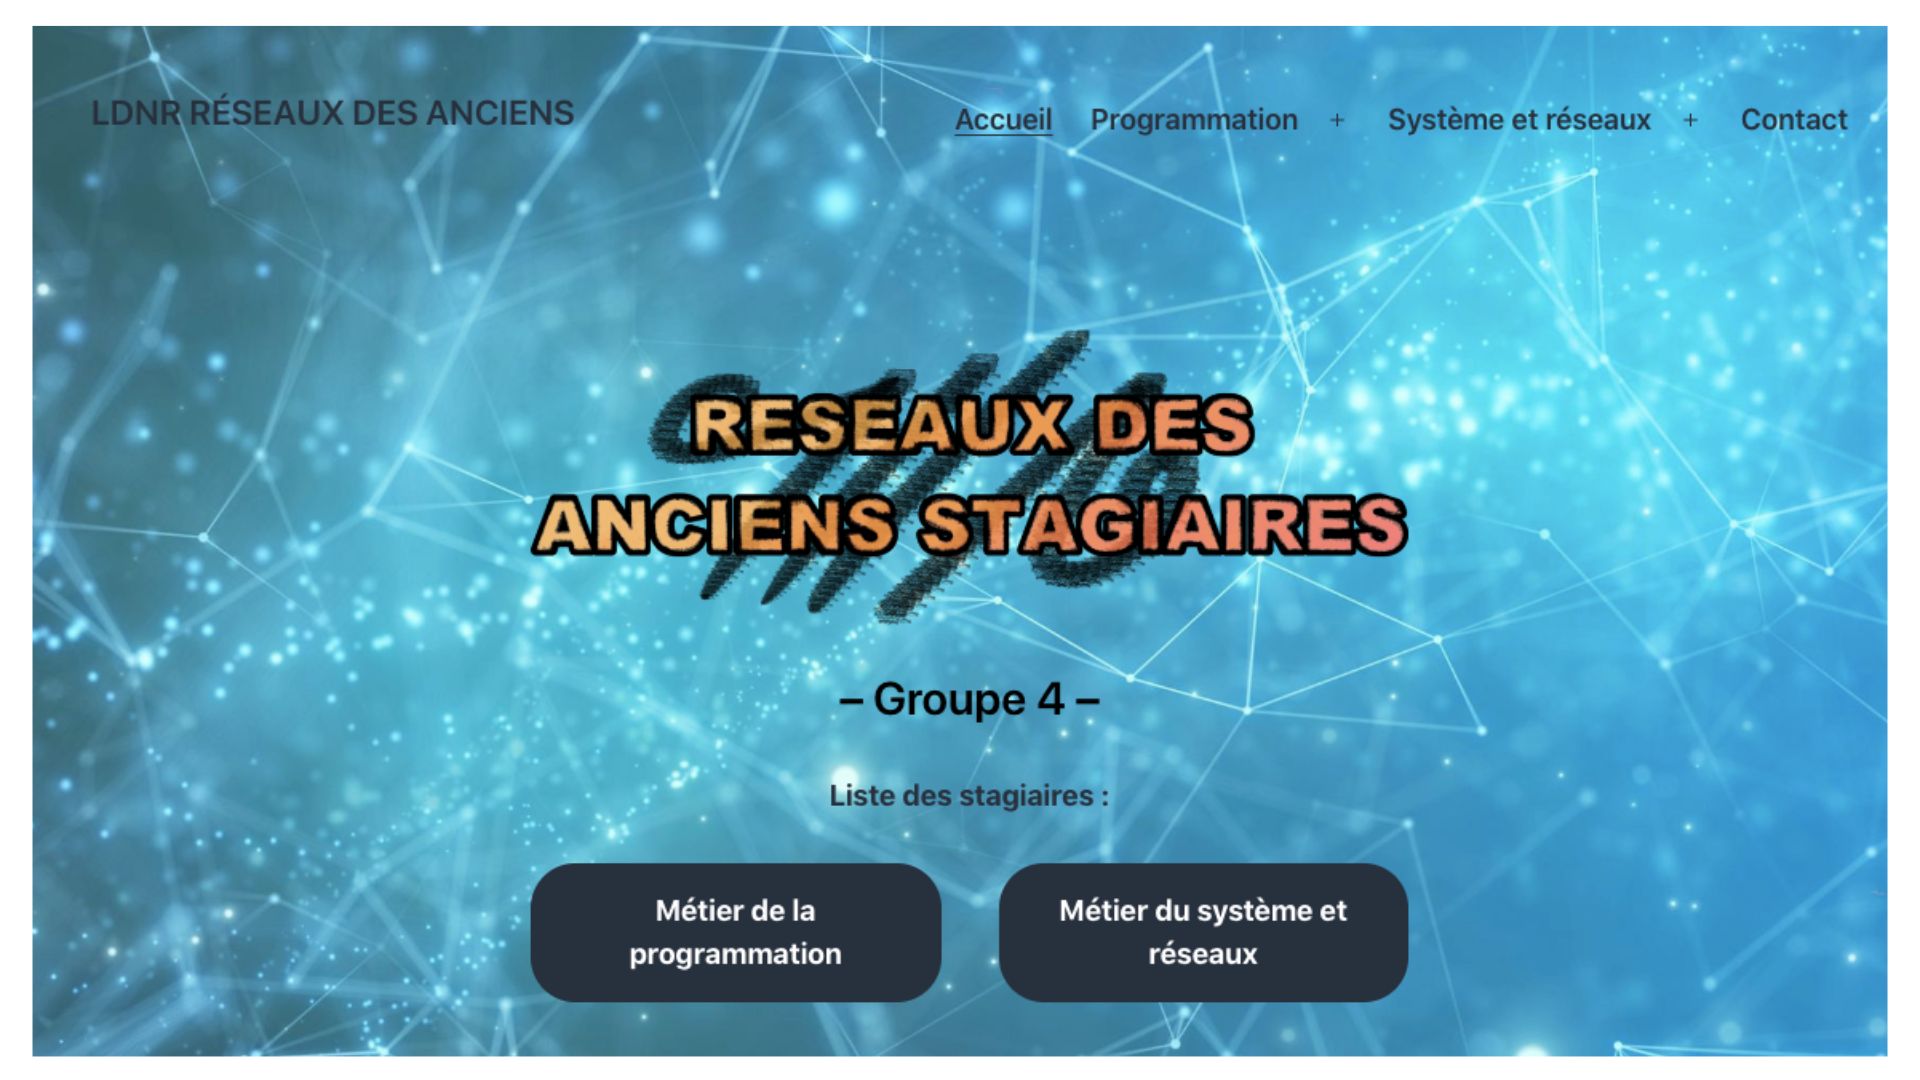 LDNR RÉSEAUX DES ANCIENS
Accueil Programmation + Système et réseaux + Contact
RESEAUX DES
ANCIENS STAGIAIRES
– Groupe 4 –
Liste des stagiaires :
Métier de la
programmation
Métier du système et
réseaux